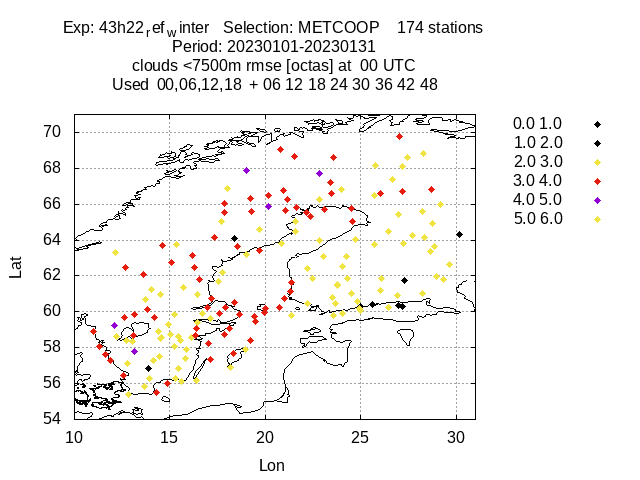 Exp: 43h22refwinter   Selection: METCOOP    174 stations
Period: 20230101-20230131
clouds <7500m rmse [octas] at  00 UTC
Used  00,06,12,18  + 06 12 18 24 30 36 42 48
0.0 1.0
1.0 2.0
2.0 3.0
3.0 4.0
4.0 5.0
5.0 6.0
70
68
66
64
62
60
58
56
54
10 15 20 25 30
Lat
Lon